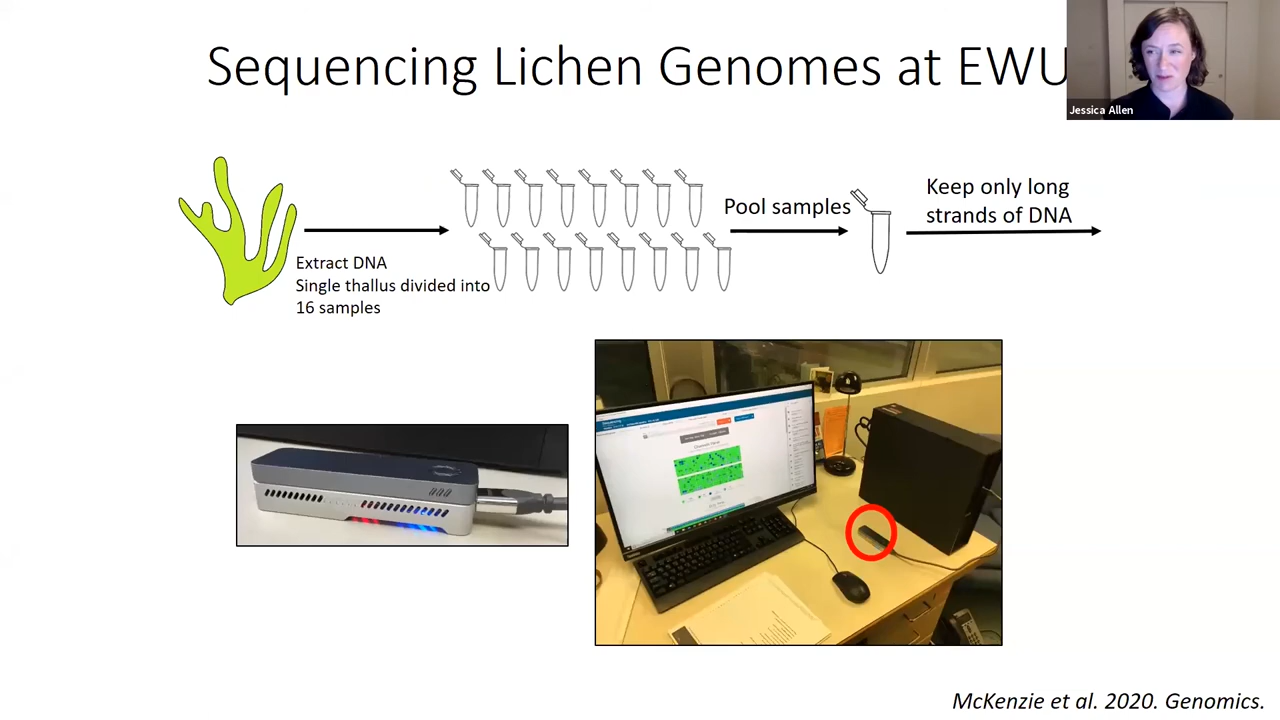 Sequencing Lichen Genomes at EWU
Jessica Allen
Extract DNA
Single thallus divided into
16 samples
Pool samples
Keep only long
strands of DNA
McKenzie et al. 2020. Genomics.